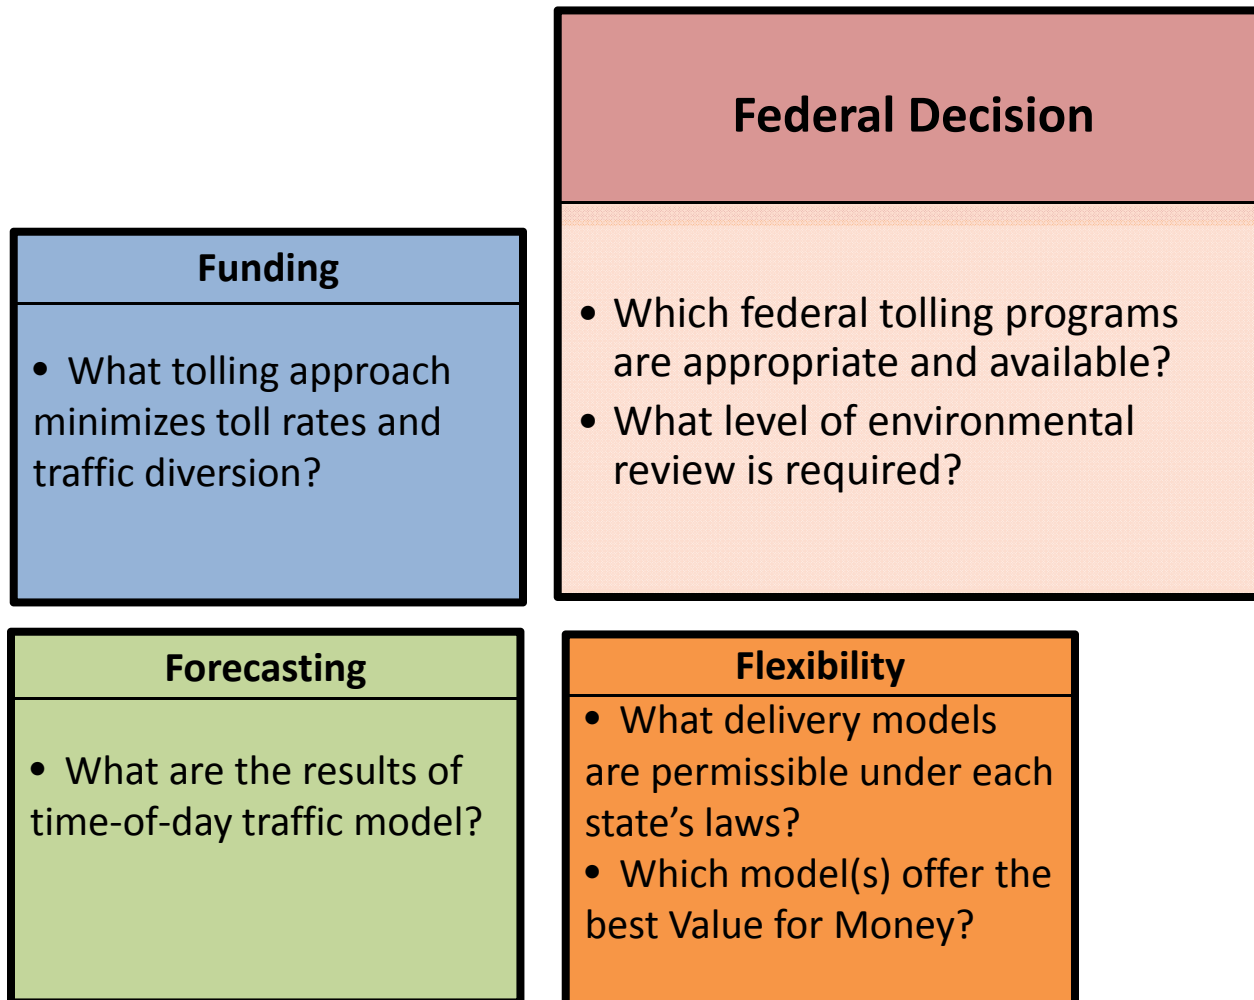 Federal Decision
• Which federal tolling programs
are appropriate and available?
• What level of environmental
review is required?
Funding
• What tolling approach
minimizes toll rates and
traffic diversion?
Forecasting
• What are the results of
time-of-day traffic model?
Flexibility
• What delivery models
are permissible under each
state’s laws?
• Which model(s) offer the
best Value for Money?